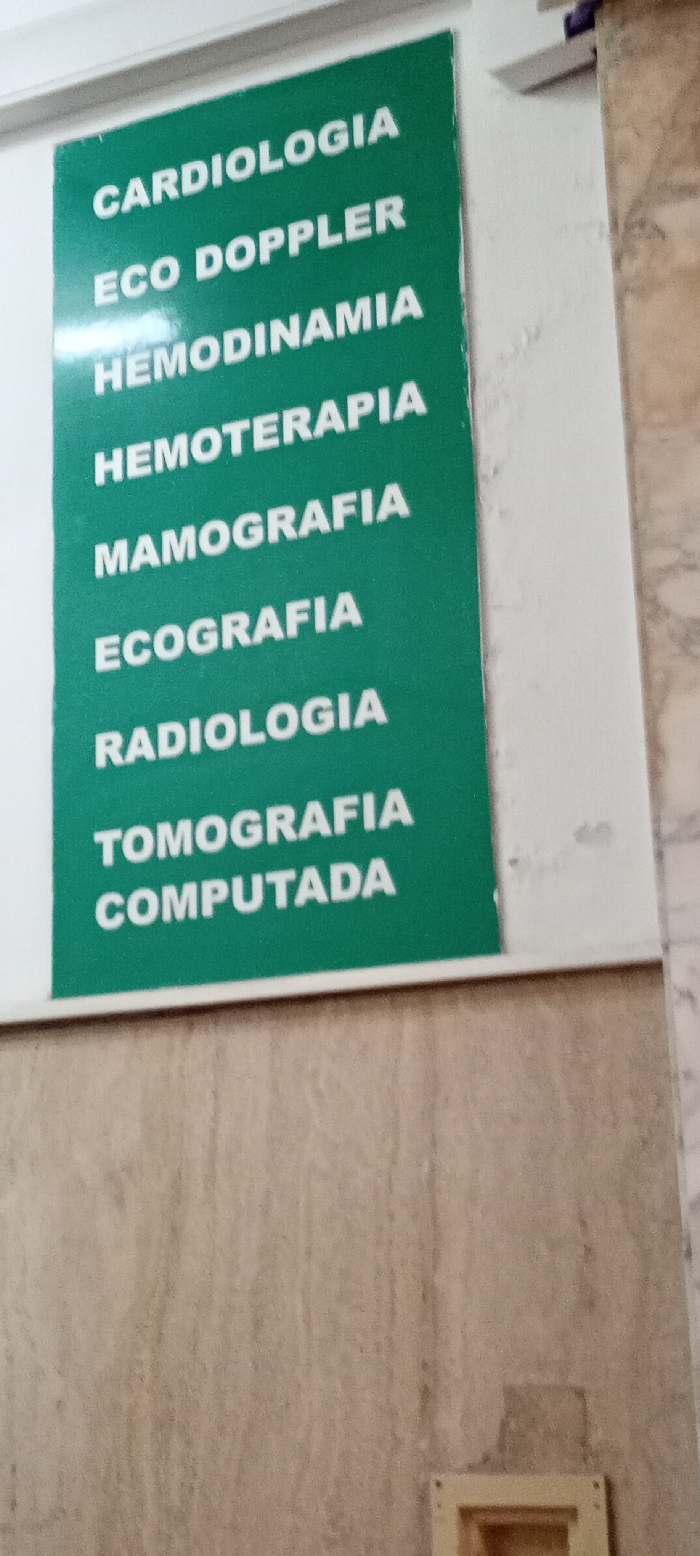 CARDIOLOGIA
ECO DOPPLER
HEMODINAMIA
HEMOTERAPIA
MAMOGRAFIA
ECOGRAFIA
RADIOLOGIA
TOMOGRAFIA
COMPUTADA